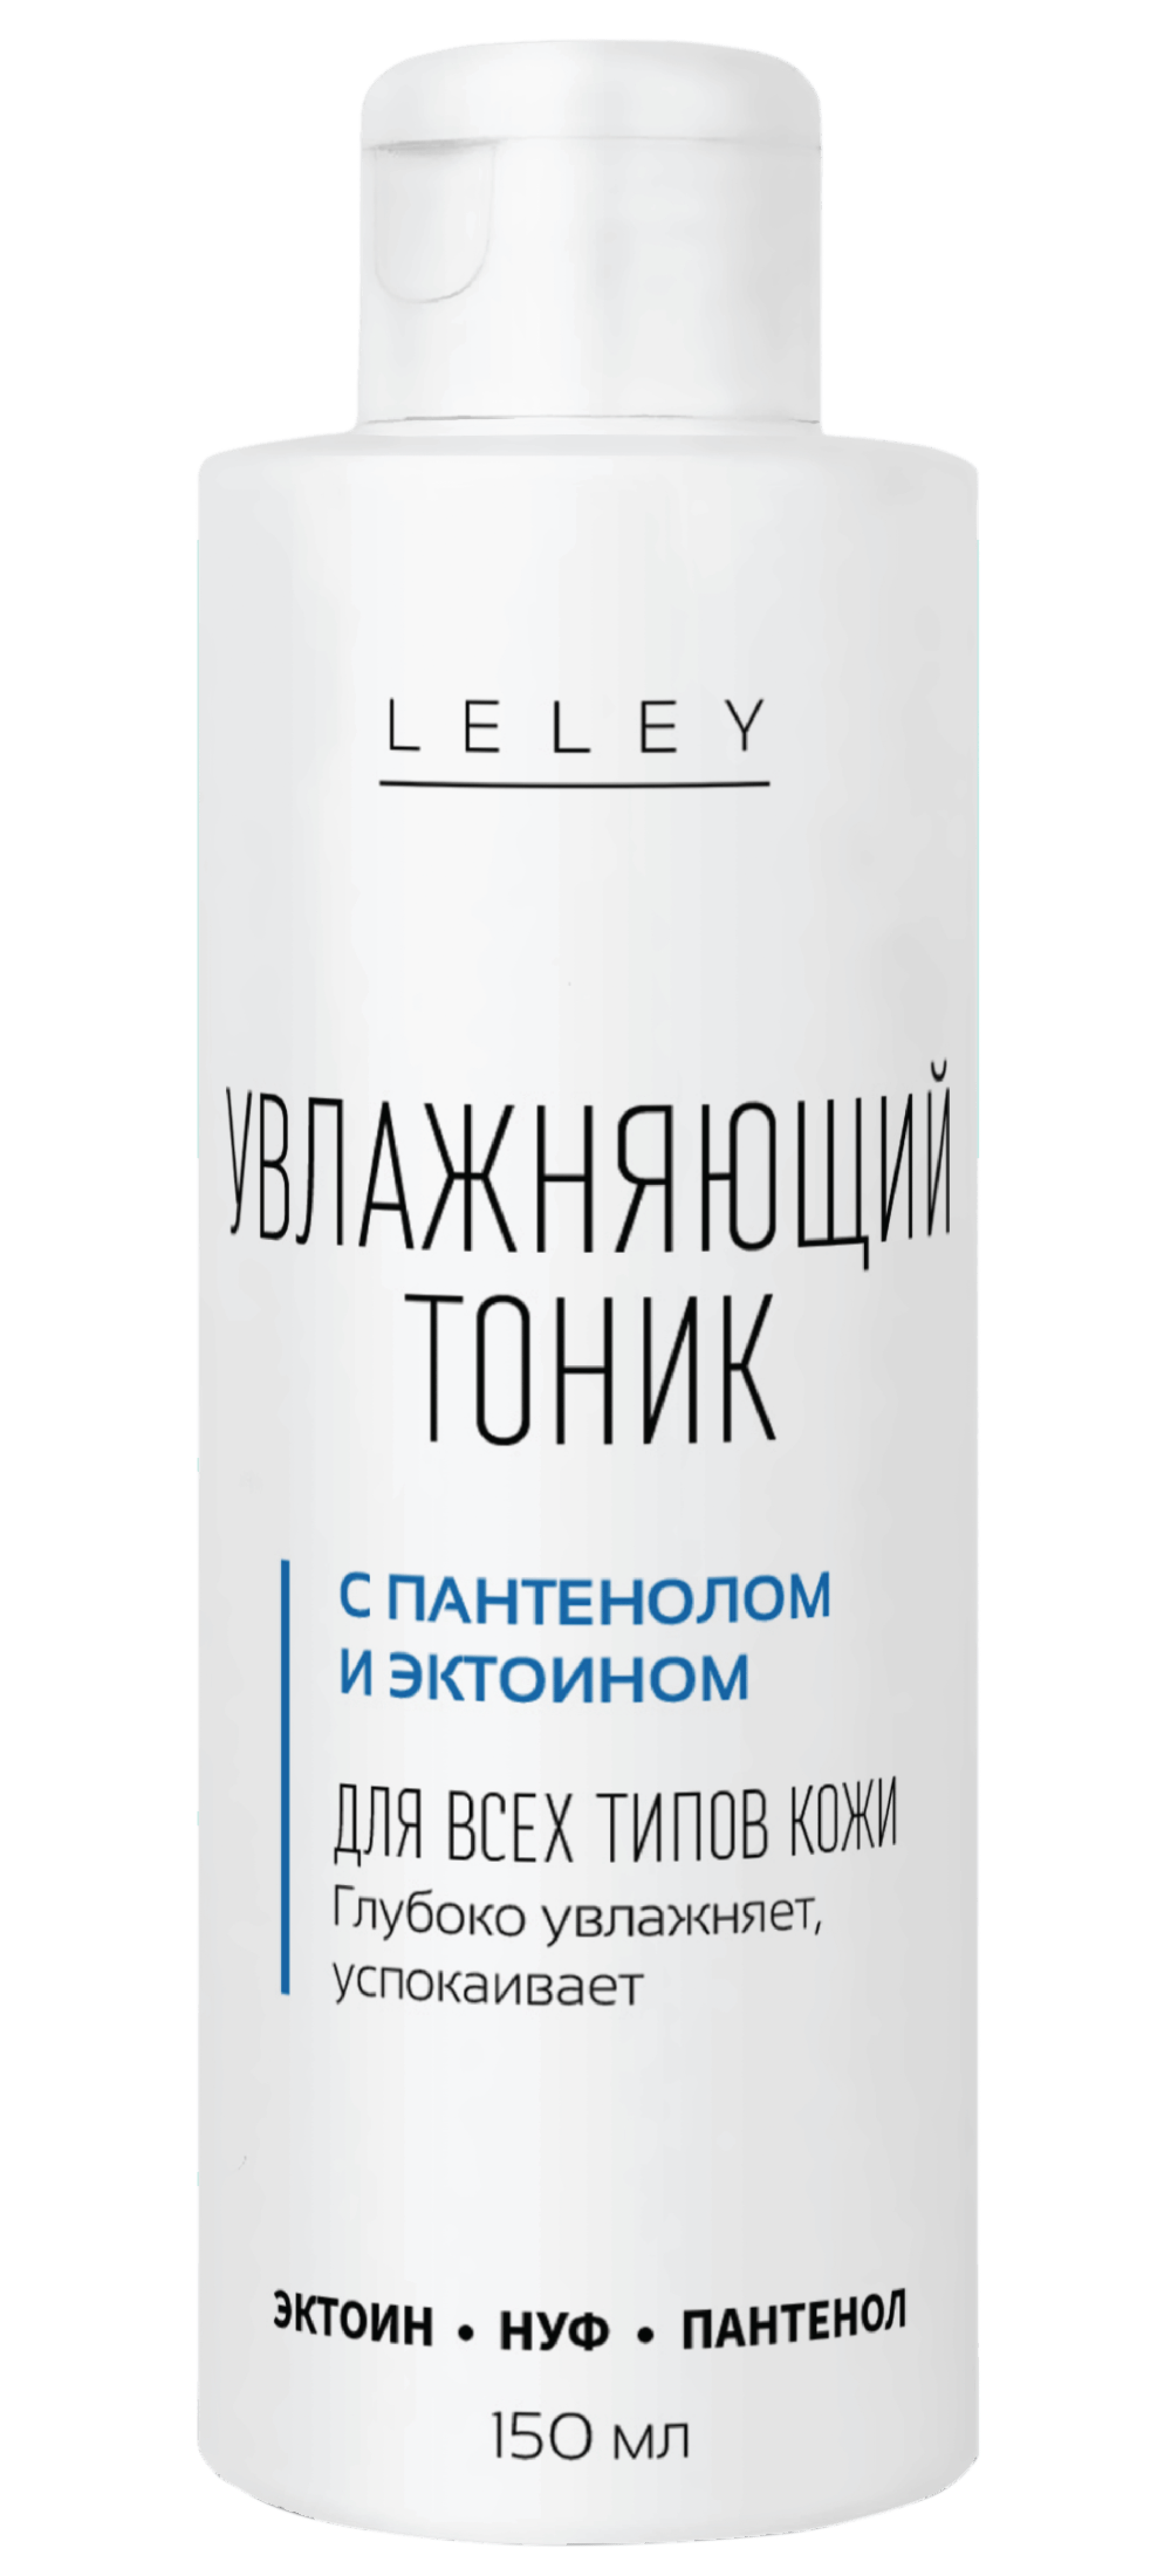 LELEY
УВЛАЖНЯЮЩИЙ
ТОНИК
С ПАНТЕНОЛОМ
И ЭКТОИНОМ
ДЛЯ ВСЕХ ТИПОВ КОЖИ
Глубоко увлажняет,
успокаивает
ЭКТОИН • НУФ • ПАНТЕНОЛ
150 мл